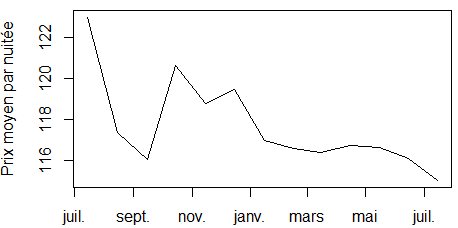 Prix moyen par nuitée
122
120
118
116
juil. sept. nov. janv. mars mai juil.